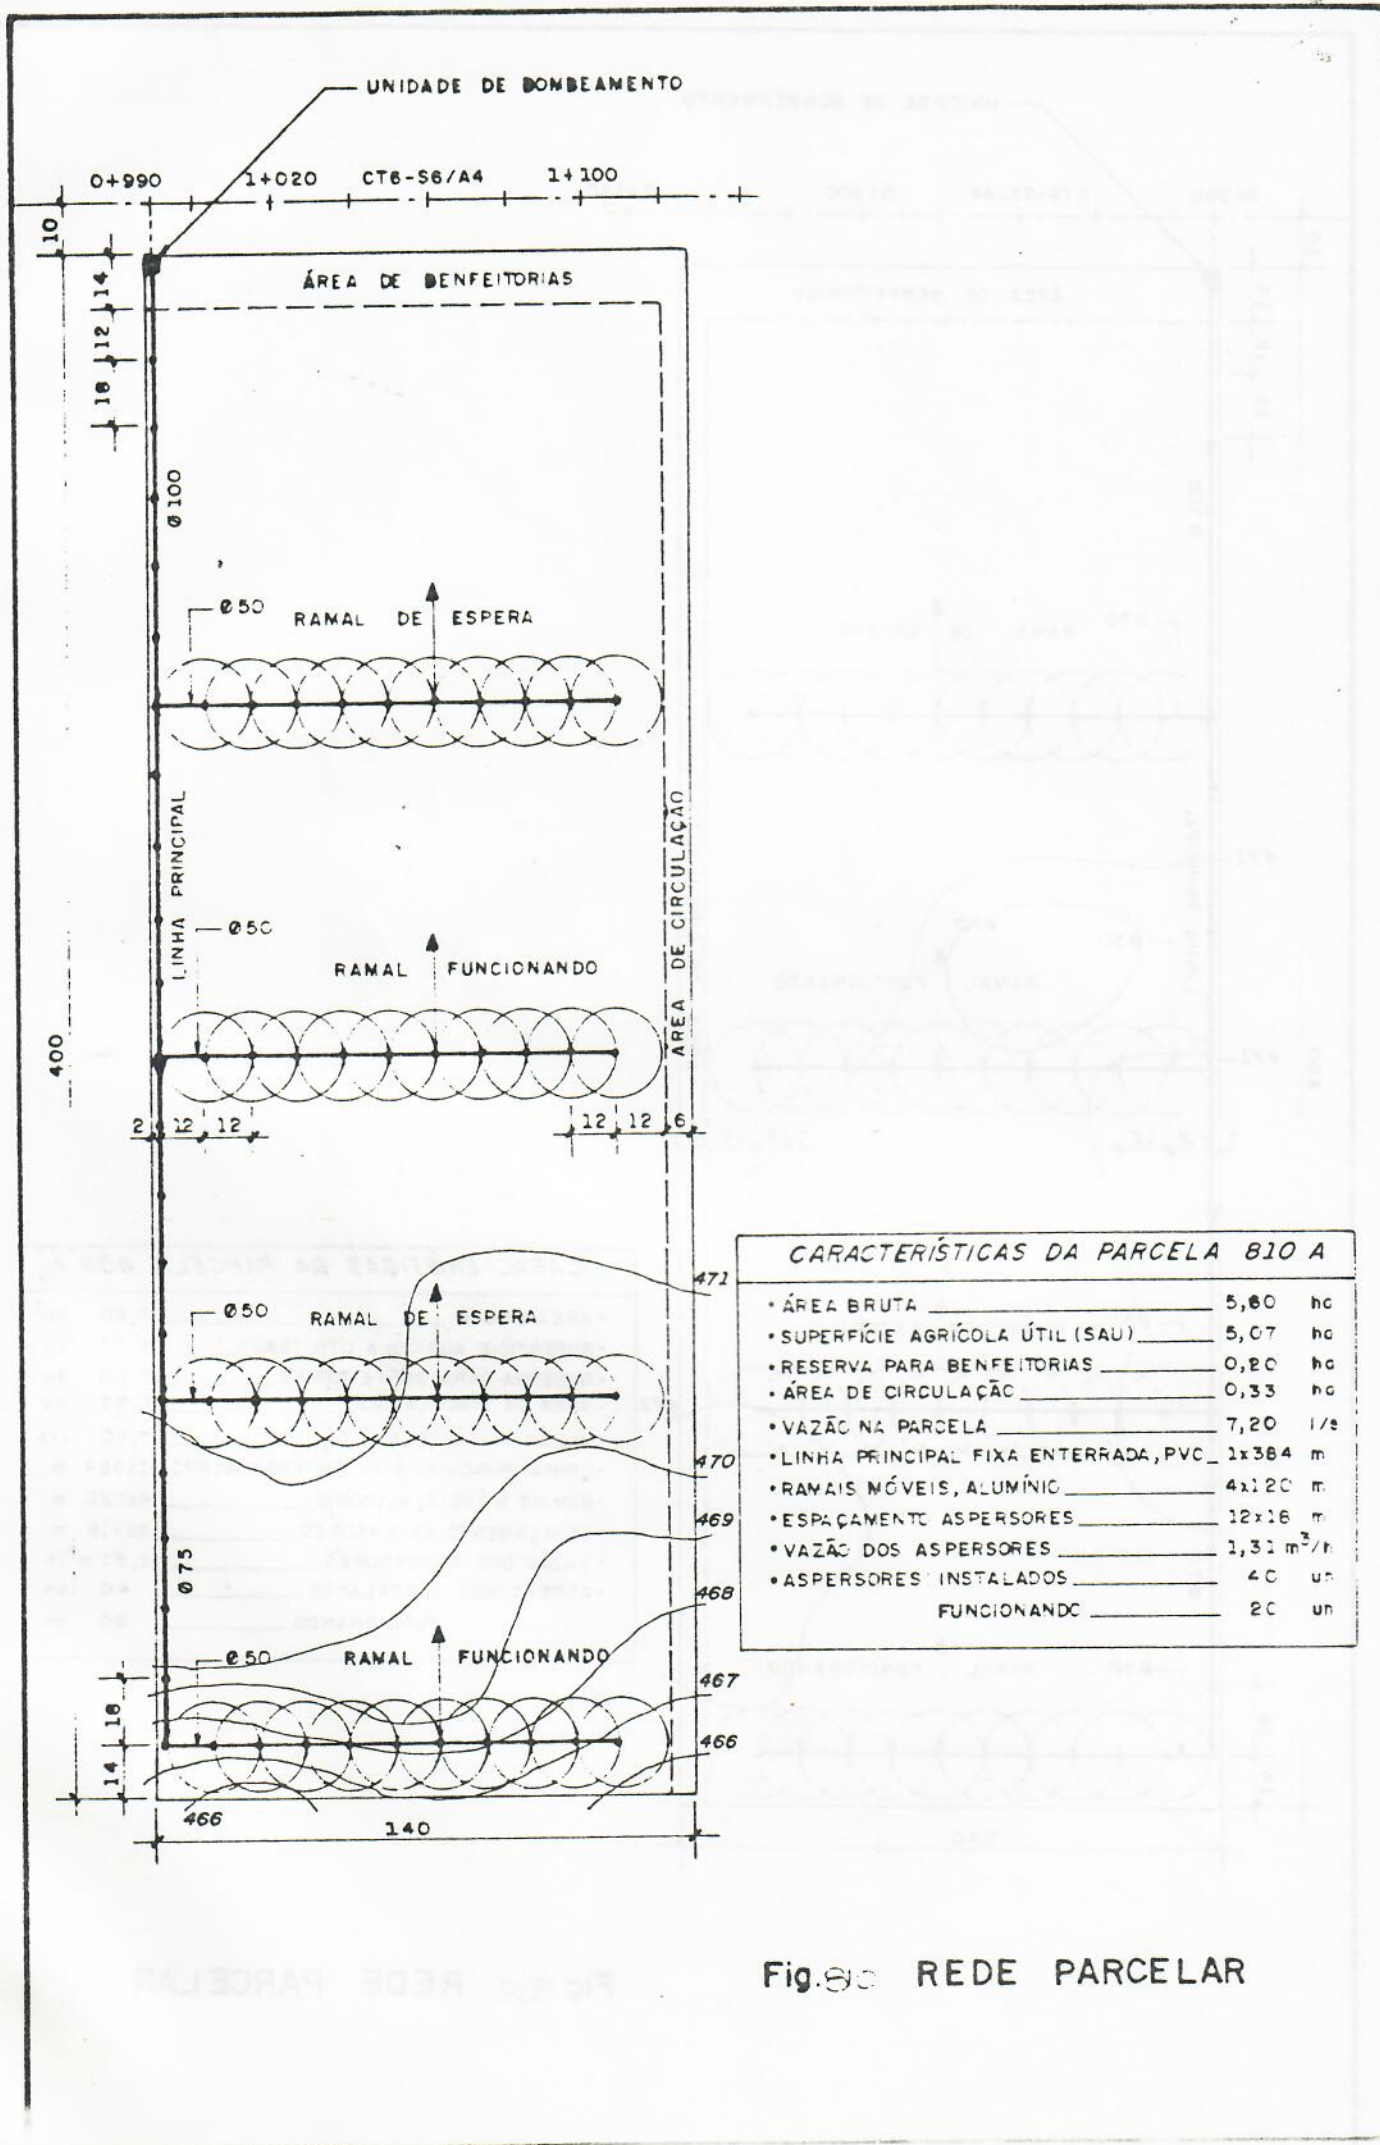 UNIDADE DE BOMBEAMENTO
0+990 1+020 CT6-S6/A4 1+100
10
14
ÁREA DE BENFEITORIAS
12
18
Ø 100
Ø 50
RAMAL DE ESPERA
LINHA PRINCIPAL
ÁREA DE CIRCULAÇÃO
Ø 50
RAMAL FUNCIONANDO
400
2 12 12 12 12 6
CARACTERÍSTICAS DA PARCELA 810 A
• ÁREA BRUTA 5,60 ha
• SUPERFÍCIE AGRÍCOLA ÚTIL (SAU) 5,07 ha
• RESERVA PARA BENFEITORIAS 0,20 ha
• ÁREA DE CIRCULAÇÃO 0,33 ha
• VAZÃO NA PARCELA 7,20 l/s
• LINHA PRINCIPAL FIXA ENTERRADA, PVC 1x384 m
• RAMAIS MÓVEIS, ALUMÍNIO 4x120 m
• ESPAÇAMENTO ASPERSORES 12x18 m
• VAZÃO DOS ASPERSORES 1,31 m³/h
• ASPERSORES INSTALADOS 40 un
FUNCIONANDO 20 un
471
Ø 50
RAMAL DE ESPERA
470
469
Ø 75
468
Ø 50
RAMAL FUNCIONANDO
467
18
466
14
466
140
Fig. REDE PARCELAR